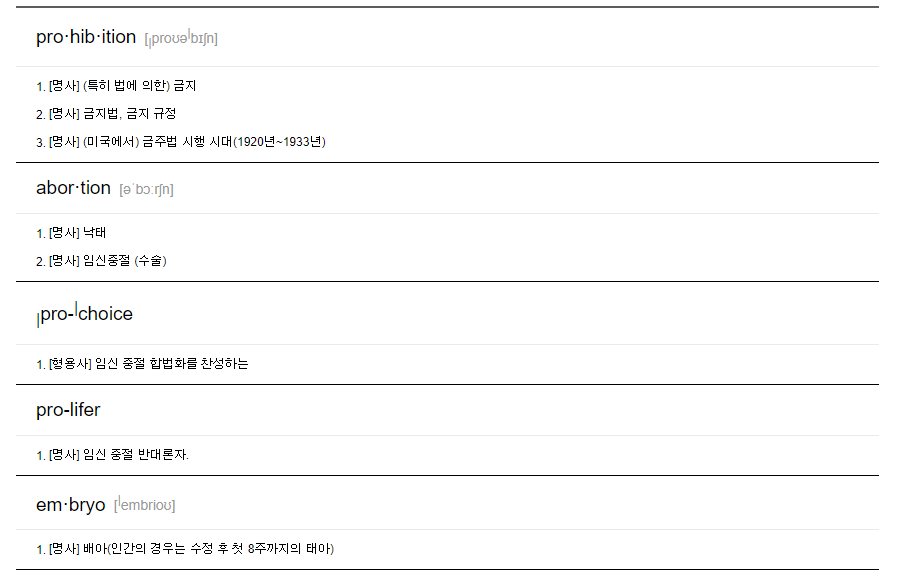 pro·hib·ition [ˌproʊəˈbɪʃn]
1. [명사] (특히 법에 의한) 금지
2. [명사] 금지법, 금지 규정
3. [명사] (미국에서) 금주법 시행 시대(1920년~1933년)
abor·tion [əˈbɔːrʃn]
1. [명사] 낙태
2. [명사] 임신중절 (수술)
ˌpro-ˈchoice
1. [형용사] 임신 중절 합법화를 찬성하는
pro-lifer
1. [명사] 임신 중절 반대론자.
em·bryo [ˈembrioʊ]
1. [명사] 배아(인간의 경우는 수정 후 첫 8주까지의 태아)